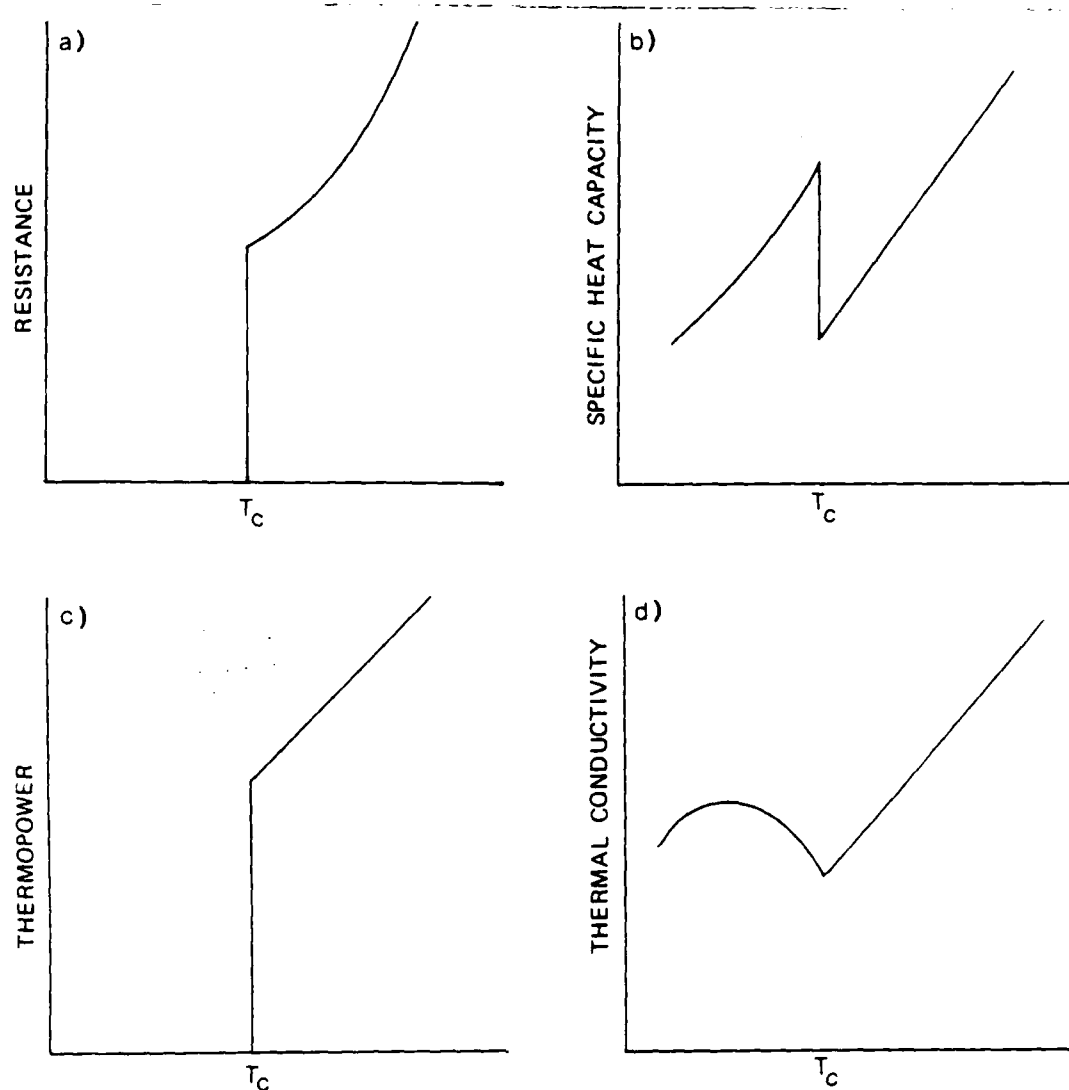 a)
RESISTANCE
T_c
b)
SPECIFIC HEAT CAPACITY
T_c
c)
THERMOPOWER
T_c
d)
THERMAL CONDUCTIVITY
T_c